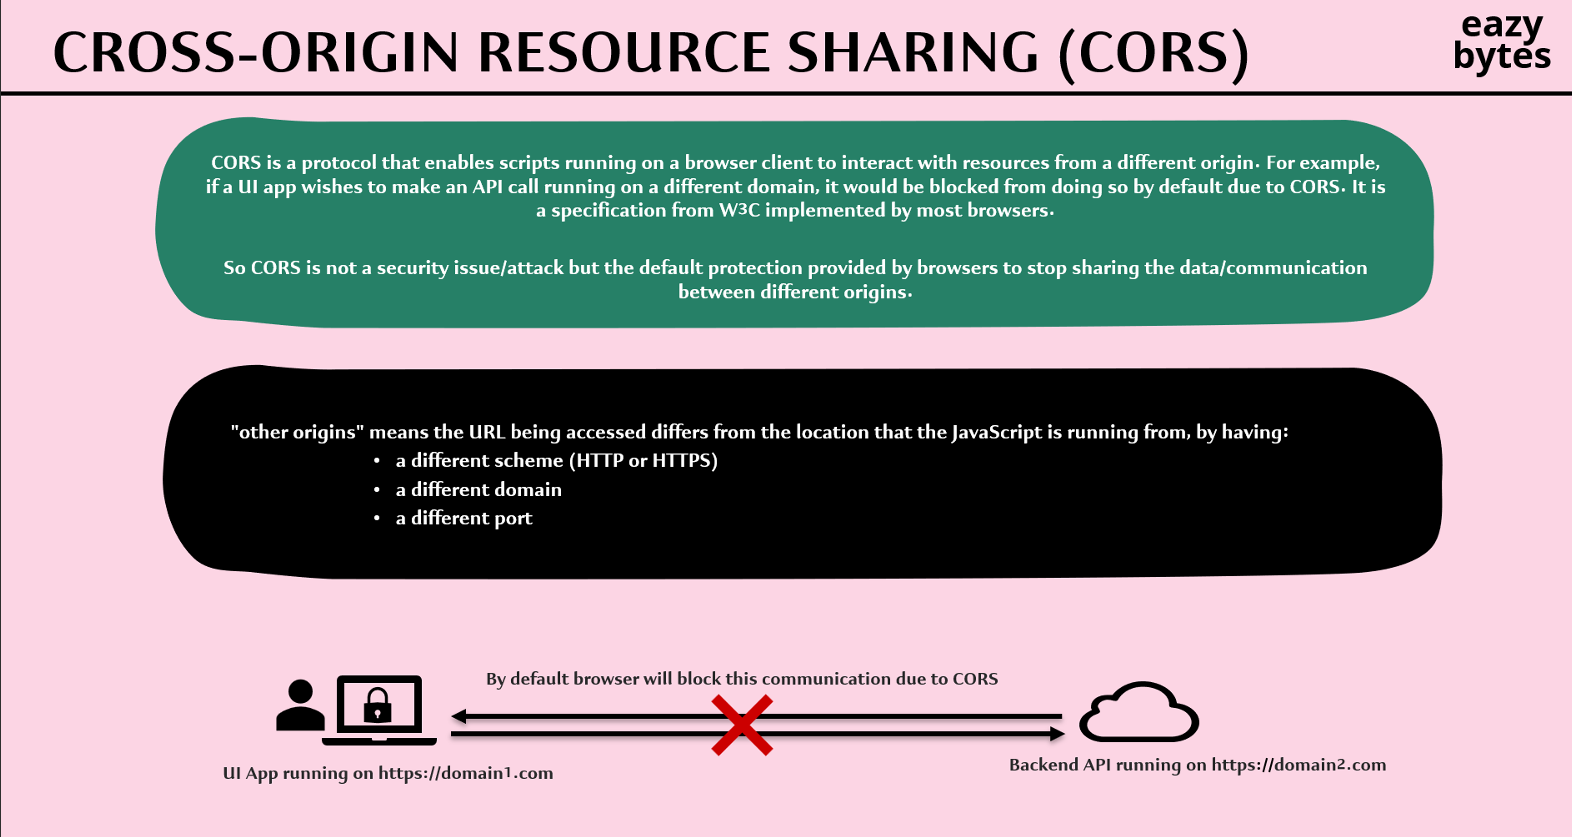 CROSS-ORIGIN RESOURCE SHARING (CORS)
eazy
bytes
CORS is a protocol that enables scripts running on a browser client to interact with resources from a different origin. For example,
if a UI app wishes to make an API call running on a different domain, it would be blocked from doing so by default due to CORS. It is
a specification from W3C implemented by most browsers.
So CORS is not a security issue/attack but the default protection provided by browsers to stop sharing the data/communication
between different origins.
"other origins" means the URL being accessed differs from the location that the JavaScript is running from, by having:
• a different scheme (HTTP or HTTPS)
• a different domain
• a different port
By default browser will block this communication due to CORS
UI App running on https://domain1.com
Backend API running on https://domain2.com